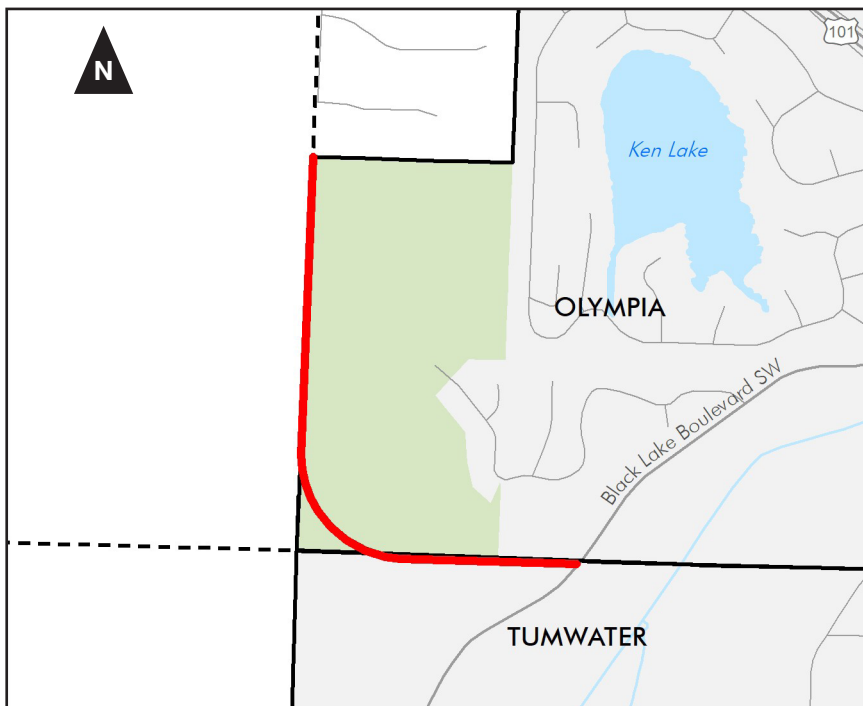 N
101
Ken Lake
OLYMPIA
Black Lake Boulevard SW
TUMWATER